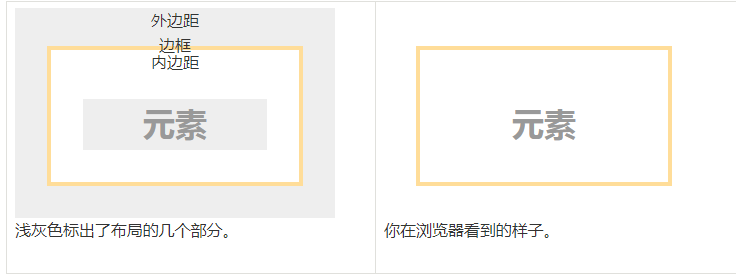 外边距
边框
内边距
元素
浅灰色标出了布局的几个部分。
元素
你在浏览器看到的样子。